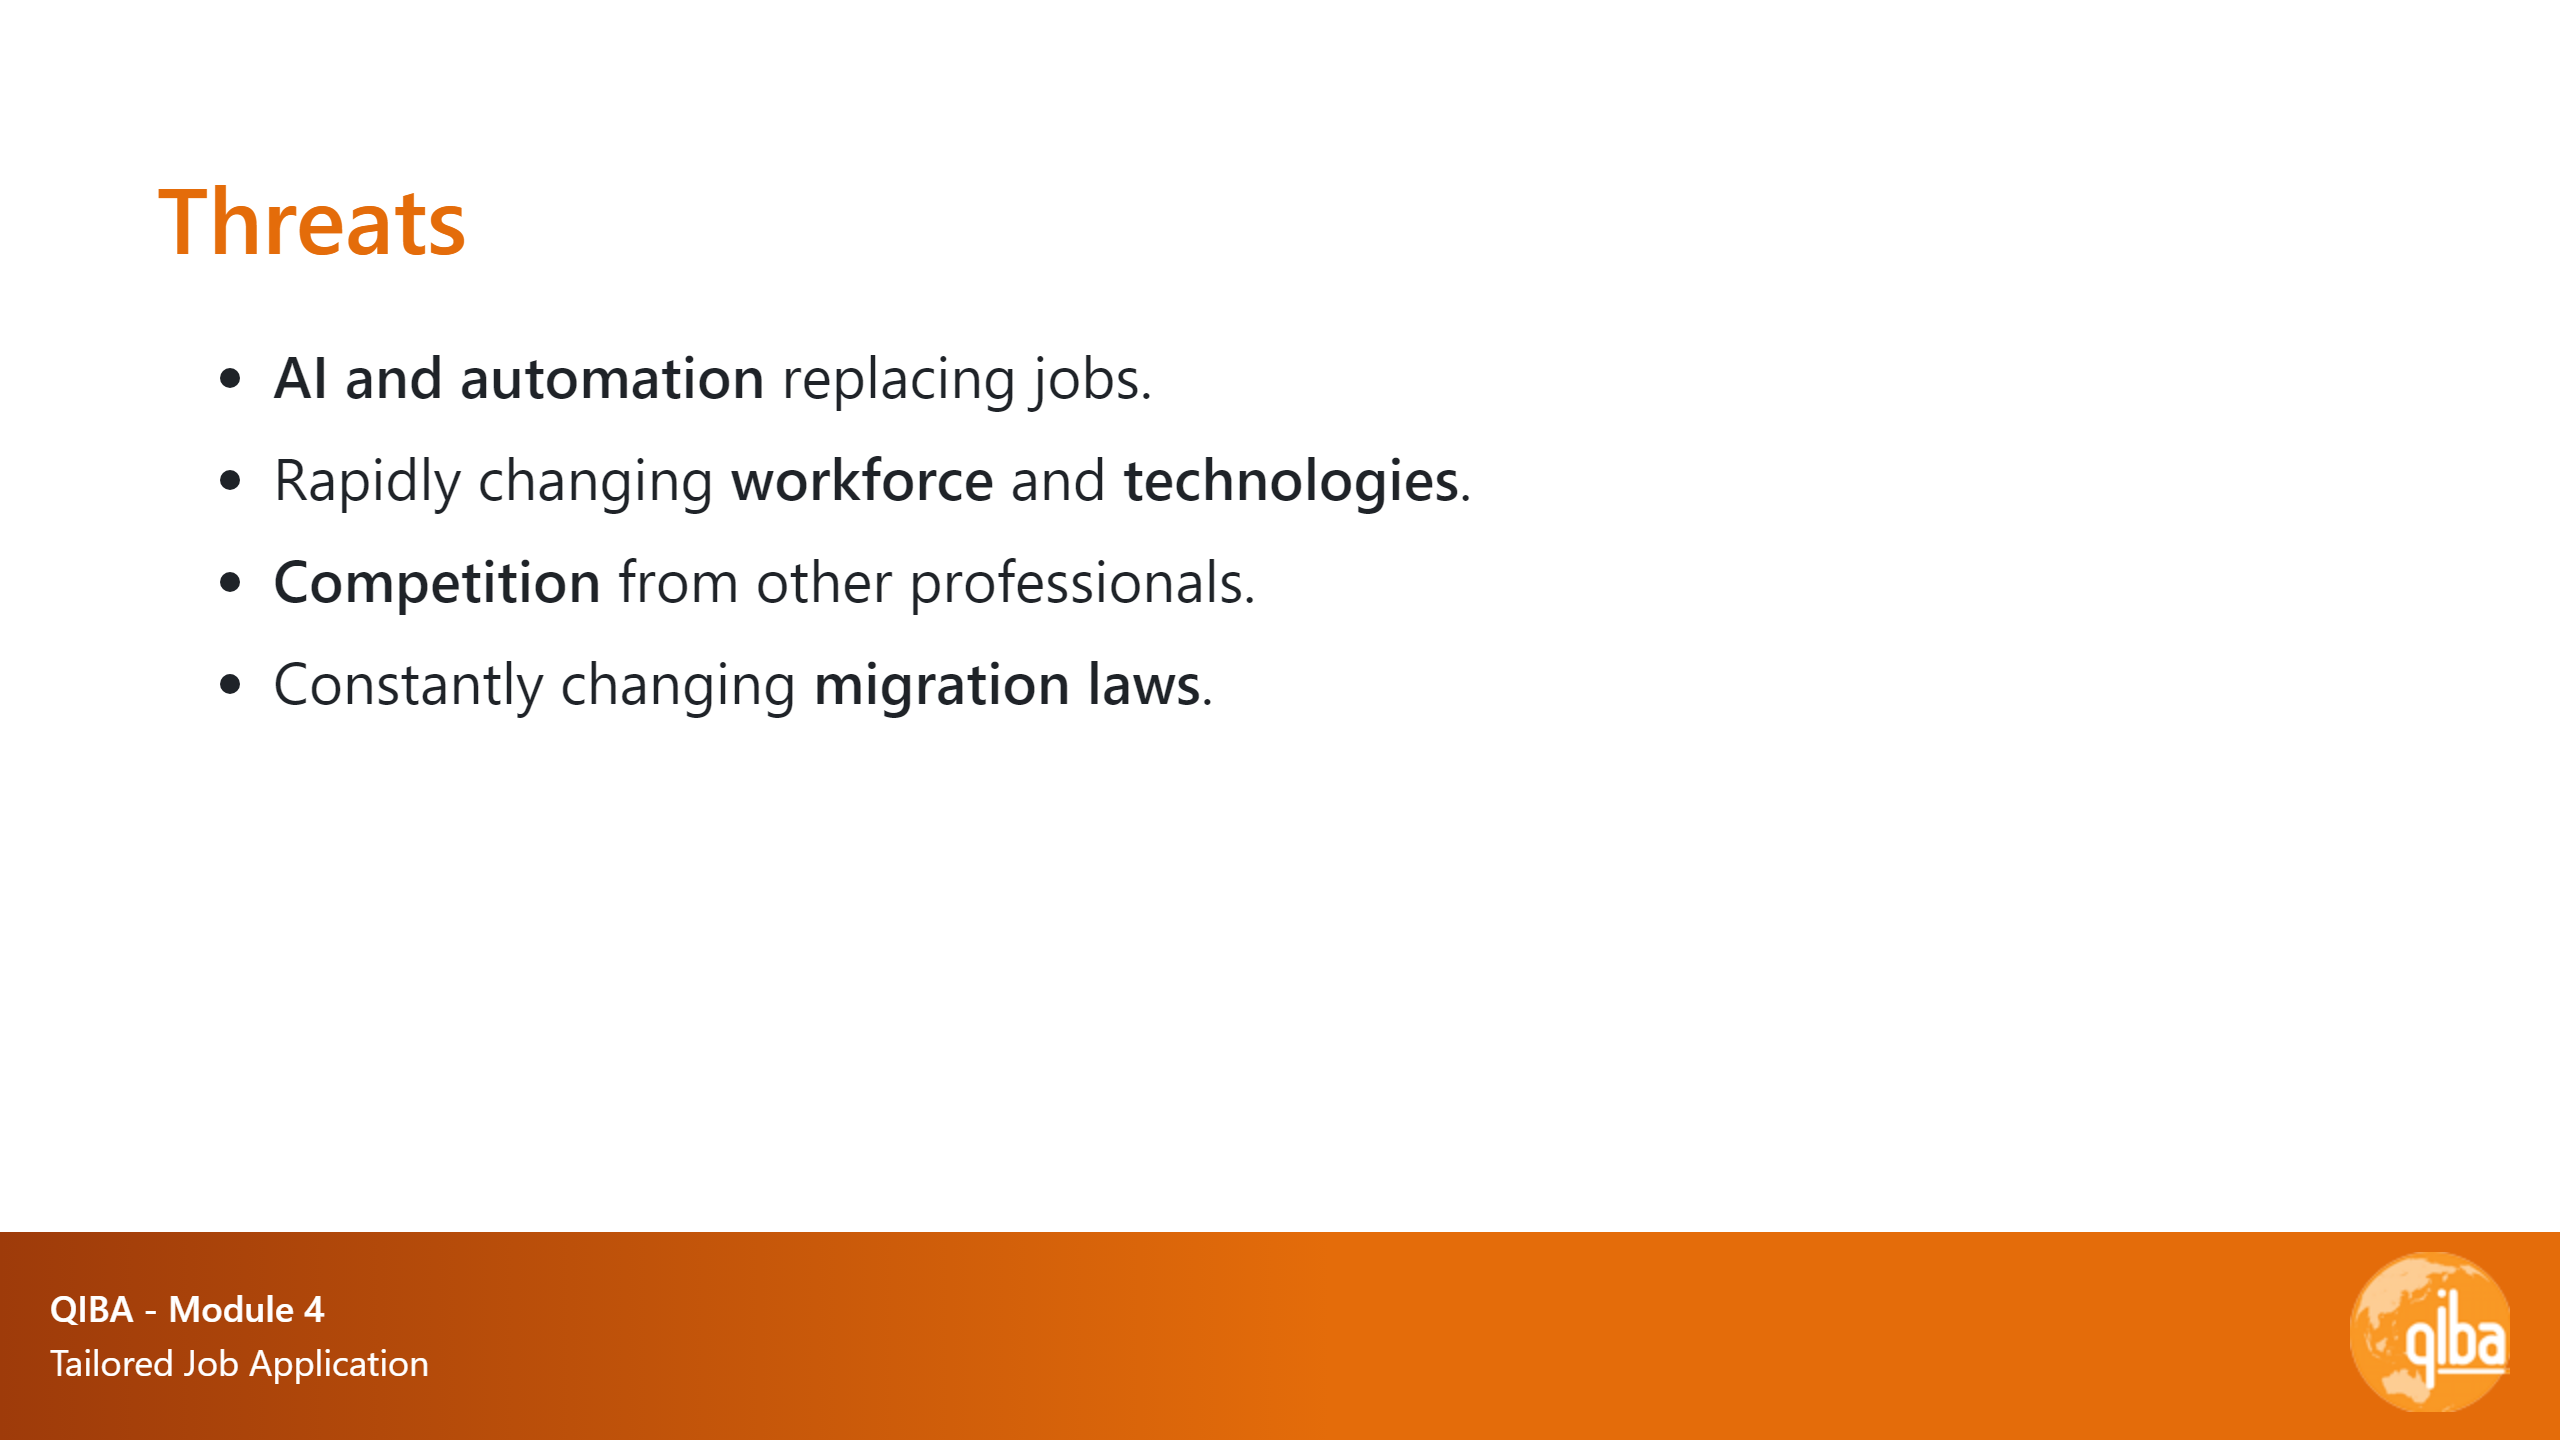 Threats
• AI and automation replacing jobs.
• Rapidly changing workforce and technologies.
• Competition from other professionals.
• Constantly changing migration laws.
QIBA - Module 4
Tailored Job Application
qiba